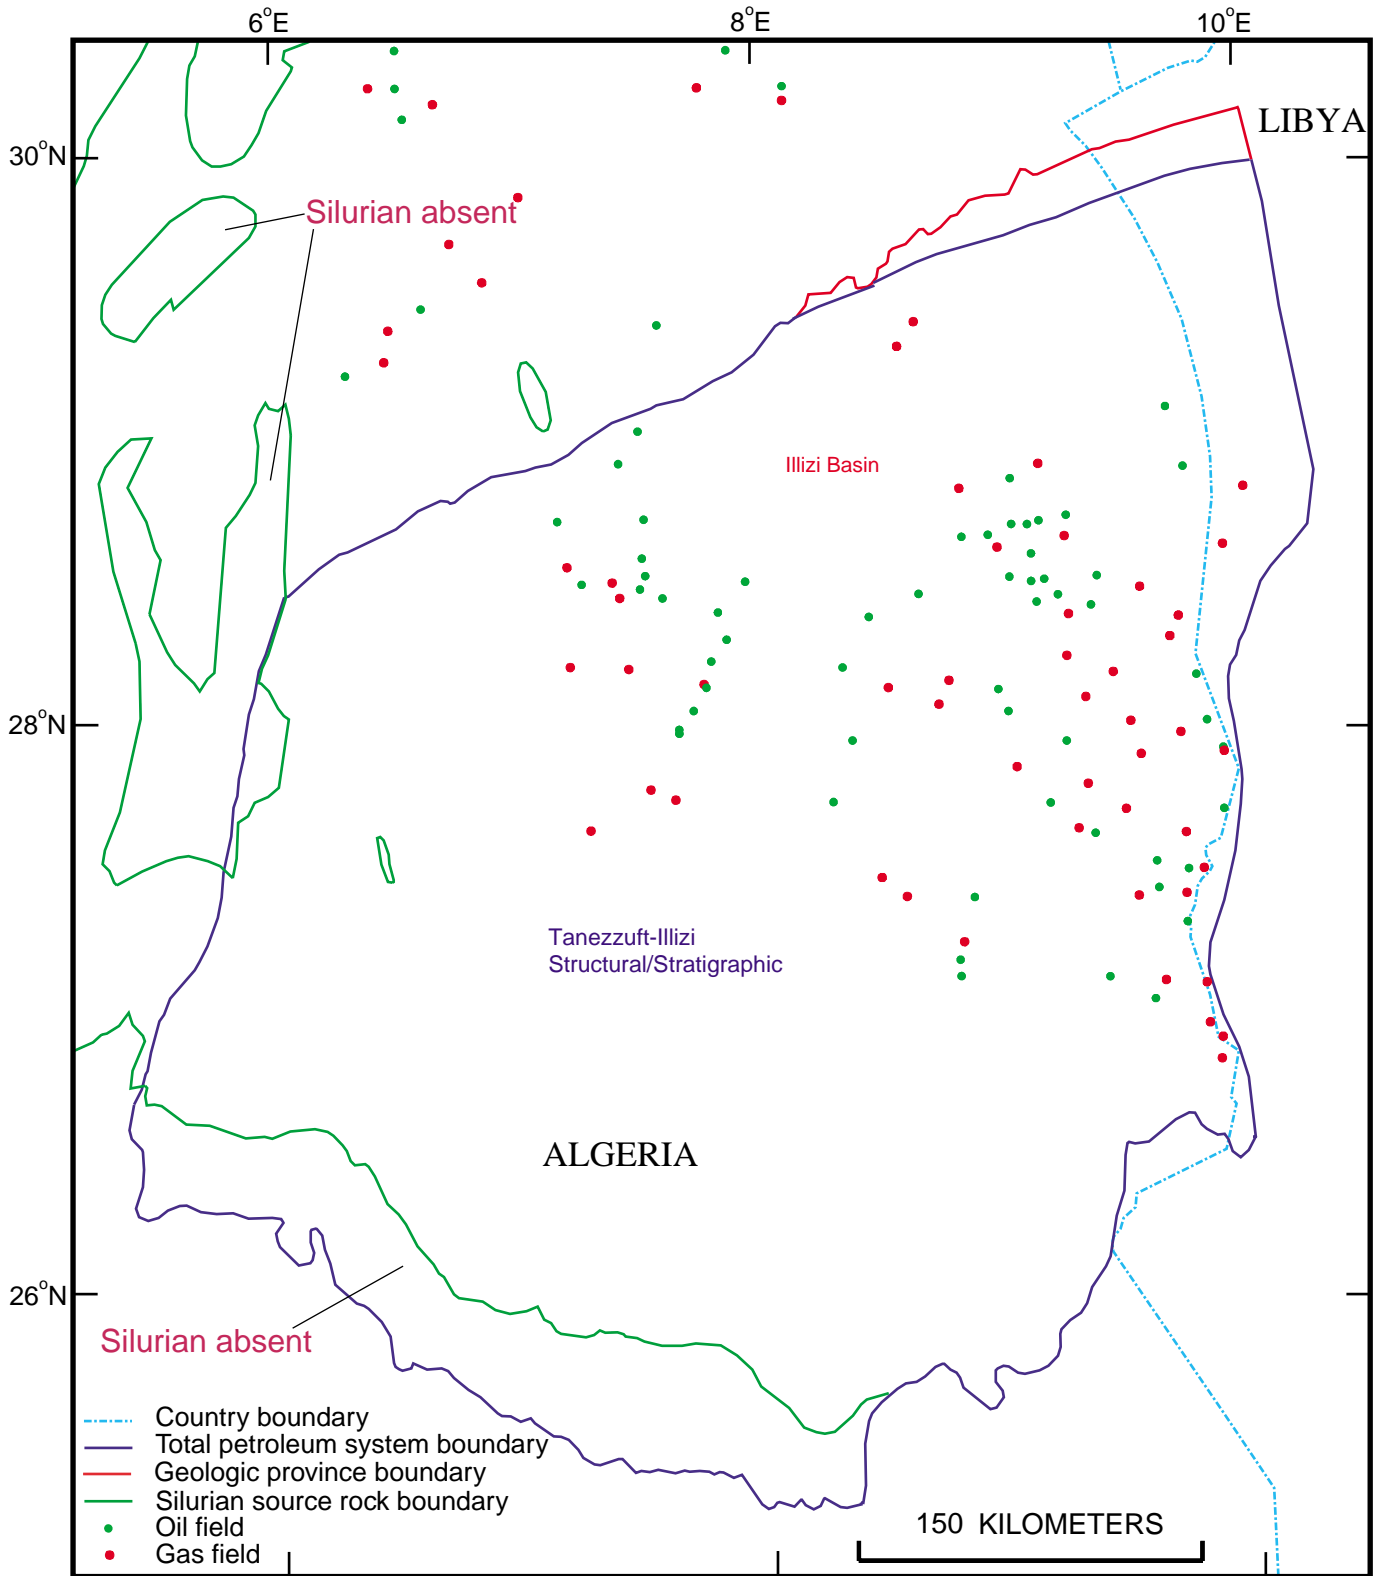 6°E 8°E 10°E
LIBYA
30°N
Silurian absent
Illizi Basin
28°N
Tanezzuft-Illizi
Structural/Stratigraphic
ALGERIA
26°N
Silurian absent
Country boundary
Total petroleum system boundary
Geologic province boundary
Silurian source rock boundary
Oil field
Gas field
150 KILOMETERS